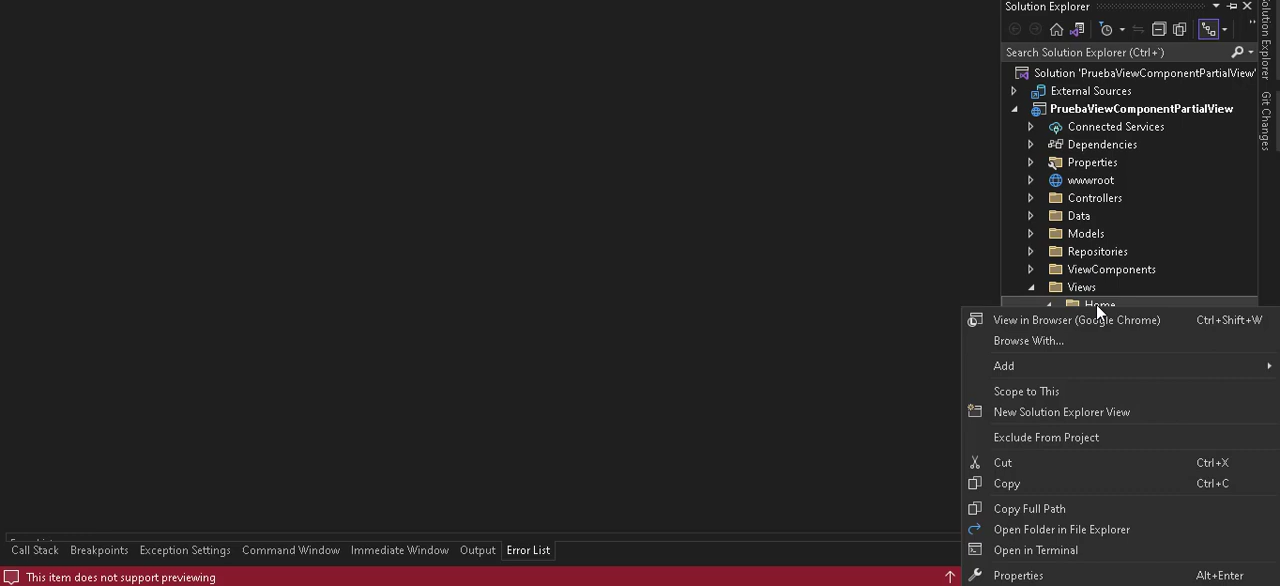 Solution Explorer
Search Solution Explorer (Ctrl+`)
Solution 'PruebaViewComponentPartialView'
External Sources
PruebaViewComponentPartialView
Connected Services
Dependencies
Properties
wwwroot
Controllers
Data
Models
Repositories
ViewComponents
Views
Home
View in Browser (Google Chrome) Ctrl+Shift+W
Browse With...
Add
Scope to This
New Solution Explorer View
Exclude From Project
Cut Ctrl+X
Copy Ctrl+C
Copy Full Path
Open Folder in File Explorer
Open in Terminal
Properties Alt+Enter
Solution Explorer
Git Changes
Call Stack Breakpoints Exception Settings Command Window Immediate Window Output Error List
This item does not support previewing